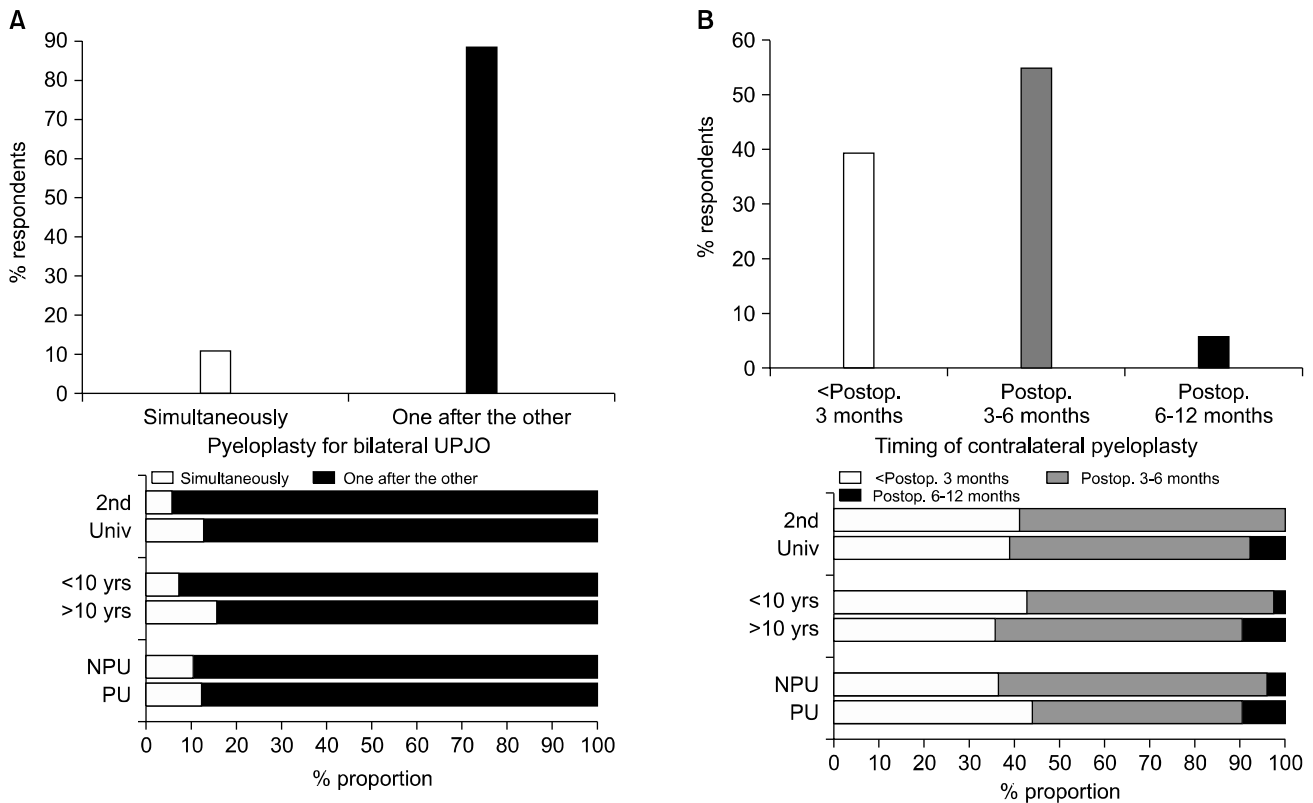 A
90
80
70
60
50
40
30
20
10
0
% respondents
Simultaneously
One after the other
Pyeloplasty for bilateral UPJO
Simultaneously
One after the other
2nd
Univ
<10 yrs
>10 yrs
NPU
PU
0 10 20 30 40 50 60 70 80 90 100
% proportion
B
60
50
40
30
20
10
0
% respondents
<Postop.
3 months
Postop.
3-6 months
Postop.
6-12 months
Timing of contralateral pyeloplasty
<Postop. 3 months
Postop. 3-6 months
Postop. 6-12 months
2nd
Univ
<10 yrs
>10 yrs
NPU
PU
0 10 20 30 40 50 60 70 80 90 100
% proportion